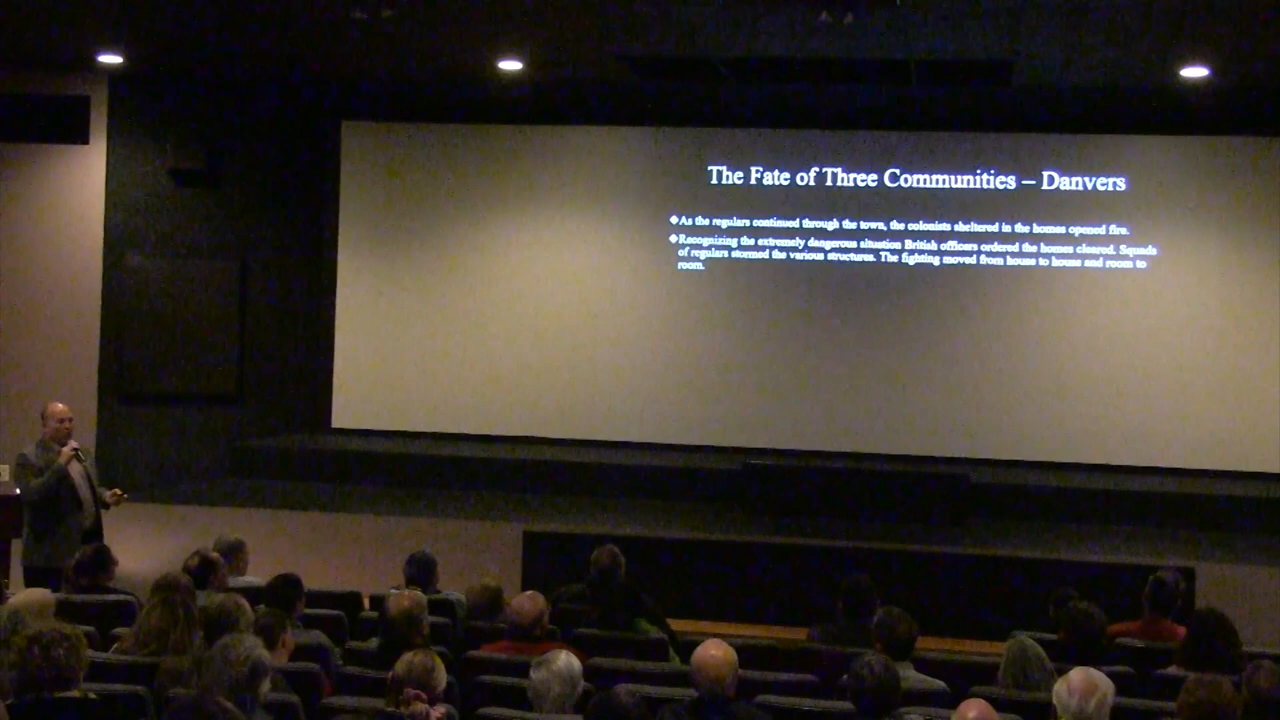 The Fate of Three Communities – Danvers
❖As the regulars continued through the town, the colonists sheltered in the homes opened fire.
❖Recognizing the extremely dangerous situation British officers ordered the homes cleared. Squads
of regulars stormed the various structures. The fighting moved from house to house and room to
room.